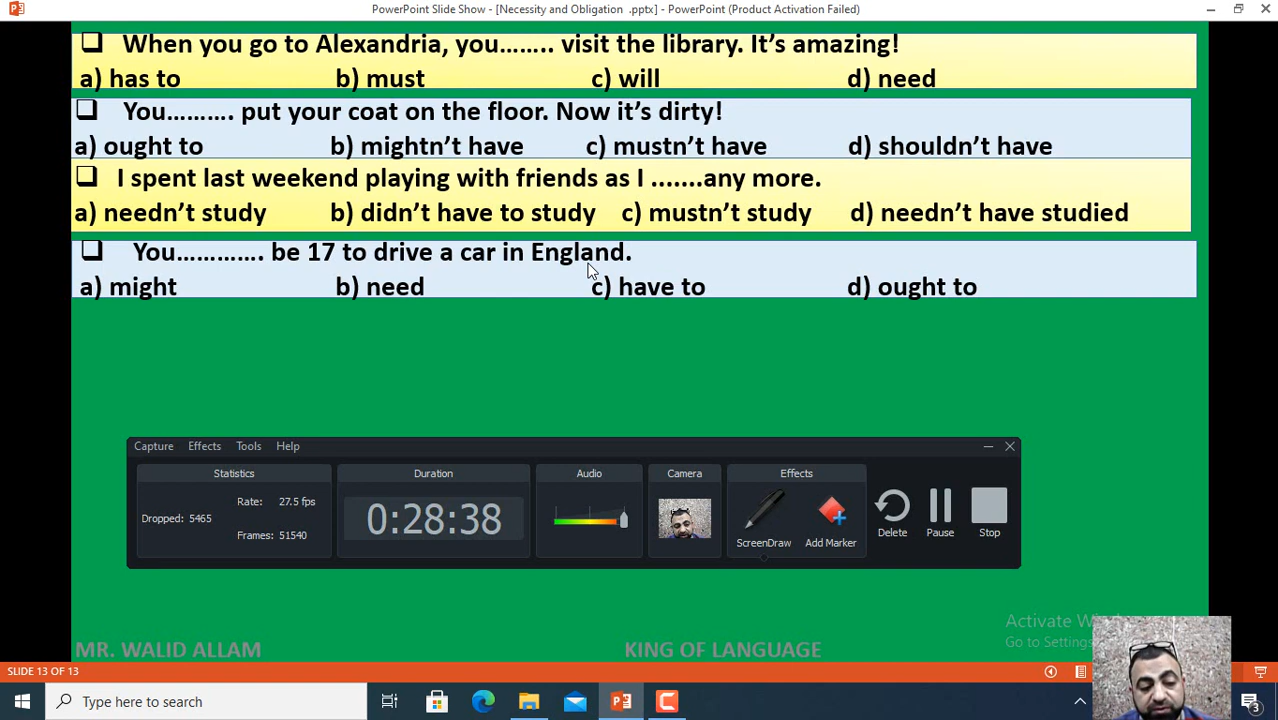 PowerPoint Slide Show - [Necessity and Obligation .pptx] - PowerPoint (Product Activation Failed)
When you go to Alexandria, you…….. visit the library. It’s amazing!
a) has to b) must c) will d) need
You………. put your coat on the floor. Now it’s dirty!
a) ought to b) mightn’t have c) mustn’t have d) shouldn’t have
I spent last weekend playing with friends as I .......any more.
a) needn’t study b) didn’t have to study c) mustn’t study d) needn’t have studied
You…………. be 17 to drive a car in England.
a) might b) need c) have to d) ought to
Capture Effects Tools Help
Statistics Duration Audio Camera Effects
Rate: 27.5 fps
Dropped: 5465
Frames: 51540
0:28:38
ScreenDraw Add Marker Delete Pause Stop
Activate
Go to Settings
MR. WALID ALLAM KING OF LANGUAGE
SLIDE 13 OF 13
Type here to search
3